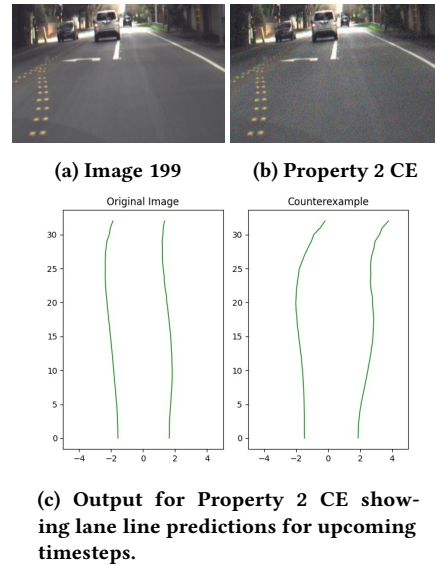 (a) Image 199
(b) Property 2 CE
Original Image
Counterexample
30
25
20
15
10
5
0
-4 -2 0 2 4
30
25
20
15
10
5
0
-4 -2 0 2 4
(c) Output for Property 2 CE show-
ing lane line predictions for upcoming
timesteps.